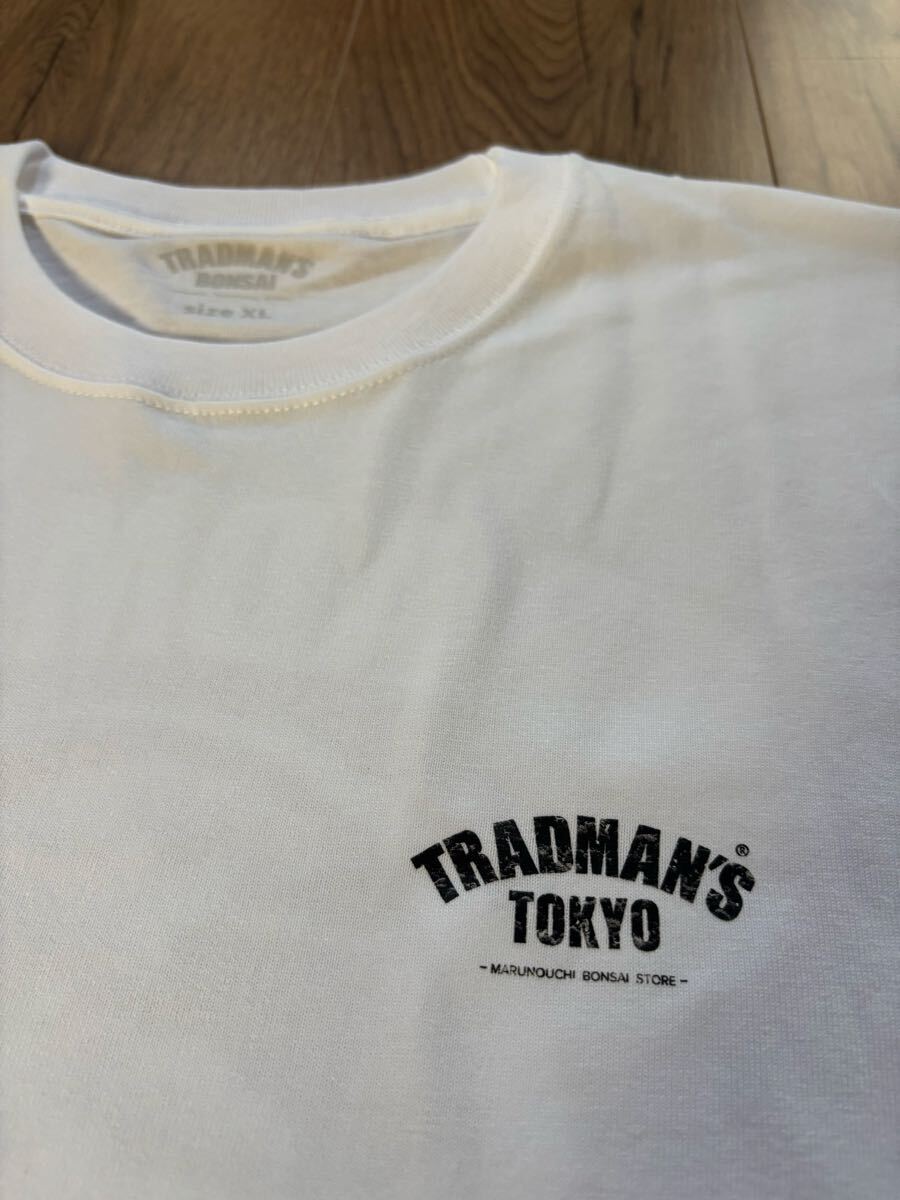 TRADMAN'S
BONSAI
size XL
TRADMAN'S®
TOKYO
- MARUNOUCHI BONSAI STORE -